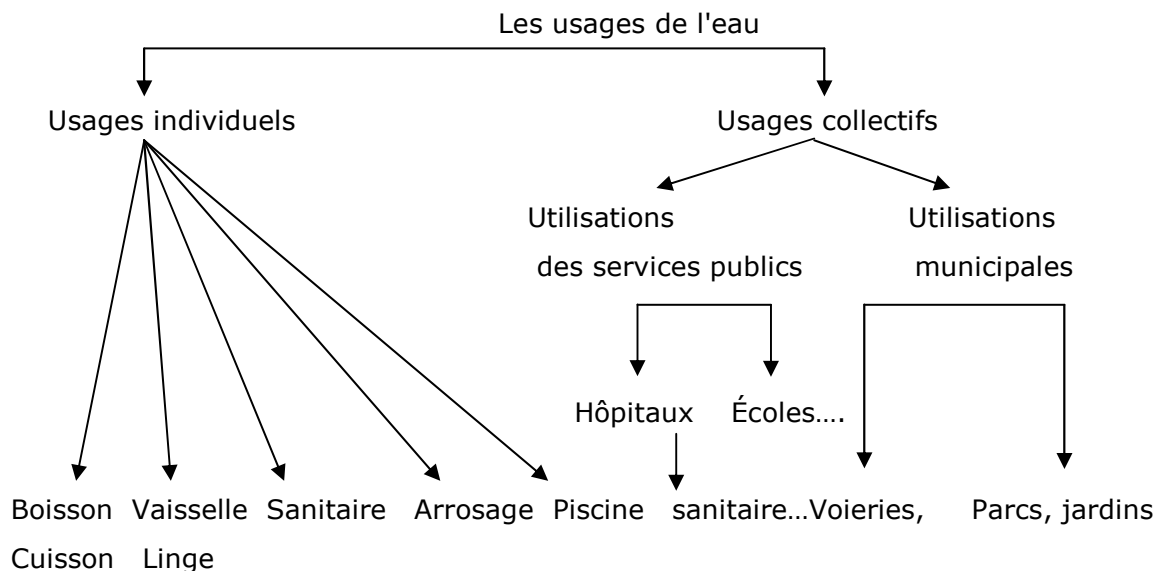 Les usages de l'eau
Usages individuels Usages collectifs
Utilisations Utilisations
des services publics municipales
Hôpitaux Écoles....
Boisson Vaisselle Sanitaire Arrosage Piscine sanitaire...Voieries, Parcs, jardins
Cuisson Linge